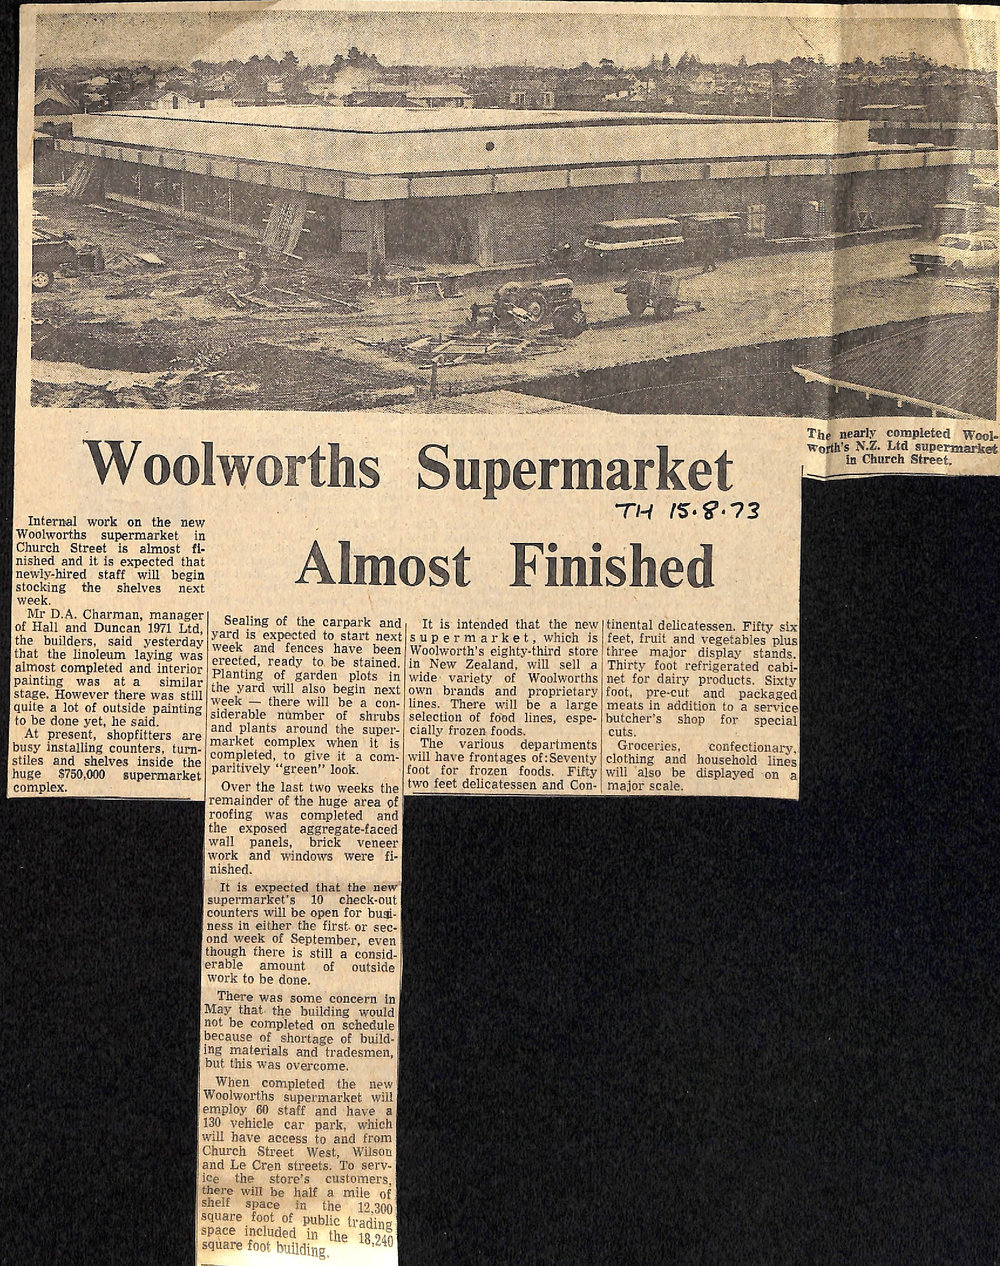 The nearly completed Wool-
worth's N.Z. Ltd supermarket
in Church Street.
Woolworths Supermarket
TH 15.8.73
Almost Finished
Internal work on the new
Woolworths supermarket in
Church Street is almost fi-
nished and it is expected that
newly-hired staff will begin
stocking the shelves next
week.
Mr D.A. Charman, manager
of Hall and Duncan 1971 Ltd,
the builders, said yesterday
that the linoleum laying was
almost completed and interior
painting was at a similar
stage. However there was still
quite a lot of outside painting
to be done yet, he said.
At present, shopfitters are
busy installing counters, turn-
stiles and shelves inside the
huge $750,000 supermarket
complex.
Sealing of the carpark and
yard is expected to start next
week and fences have been
erected, ready to be stained.
Planting of garden plots in
the yard will also begin next
week — there will be a con-
siderable number of shrubs
and plants around the super-
market complex when it is
completed, to give it a com-
paritively "green" look.
Over the last two weeks the
remainder of the huge area of
roofing was completed and
the exposed aggregate-faced
wall panels, brick veneer
work and windows were fi-
nished.
It is expected that the new
supermarket's 10 check-out
counters will be open for busi-
ness in either the first or sec-
ond week of September, even
though there is still a consid-
erable amount of outside
work to be done.
There was some concern in
May that the building would
not be completed on schedule
because of shortage of build-
ing materials and tradesmen,
but this was overcome.
When completed the new
Woolworths supermarket will
employ 60 staff and have a
130 vehicle car park, which
will have access to and from
Church Street West, Wilson
and Le Cren streets. To serv-
ice the store's customers,
there will be half a mile of
shelf space in the 12,300
square foot of public trading
space included in the 18,240
square foot building.
It is intended that the new
supermarket, which is
Woolworth's eighty-third store
in New Zealand, will sell a
wide variety of Woolworths
own brands and proprietary
lines. There will be a large
selection of food lines, espe-
cially frozen foods.
The various departments
will have frontages of:Seventy
foot for frozen foods. Fifty
two feet delicatessen and Con-
tinental delicatessen. Fifty six
feet, fruit and vegetables plus
three major display stands.
Thirty foot refrigerated cabi-
net for dairy products. Sixty
foot, pre-cut and packaged
meats in addition to a service
butcher's shop for special
cuts.
Groceries, confectionary,
clothing and household lines
will also be displayed on a
major scale.